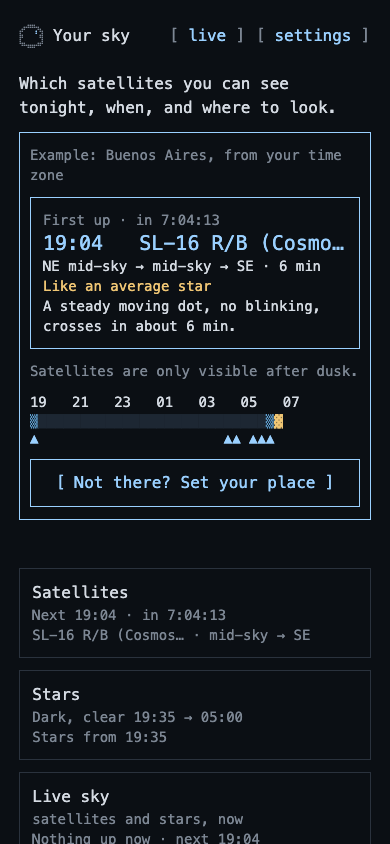 Your sky [ live ] [ settings ]
Which satellites you can see
tonight, when, and where to look.
Example: Buenos Aires, from your time
zone
First up · in 7:04:13
19:04 SL-16 R/B (Cosmo…
NE mid-sky → mid-sky → SE · 6 min
Like an average star
A steady moving dot, no blinking,
crosses in about 6 min.
Satellites are only visible after dusk.
19 21 23 01 03 05 07
[ Not there? Set your place ]
Satellites
Next 19:04 · in 7:04:13
SL-16 R/B (Cosmos… · mid-sky → SE
Stars
Dark, clear 19:35 → 05:00
Stars from 19:35
Live sky
satellites and stars, now
Nothing up now · next 19:04